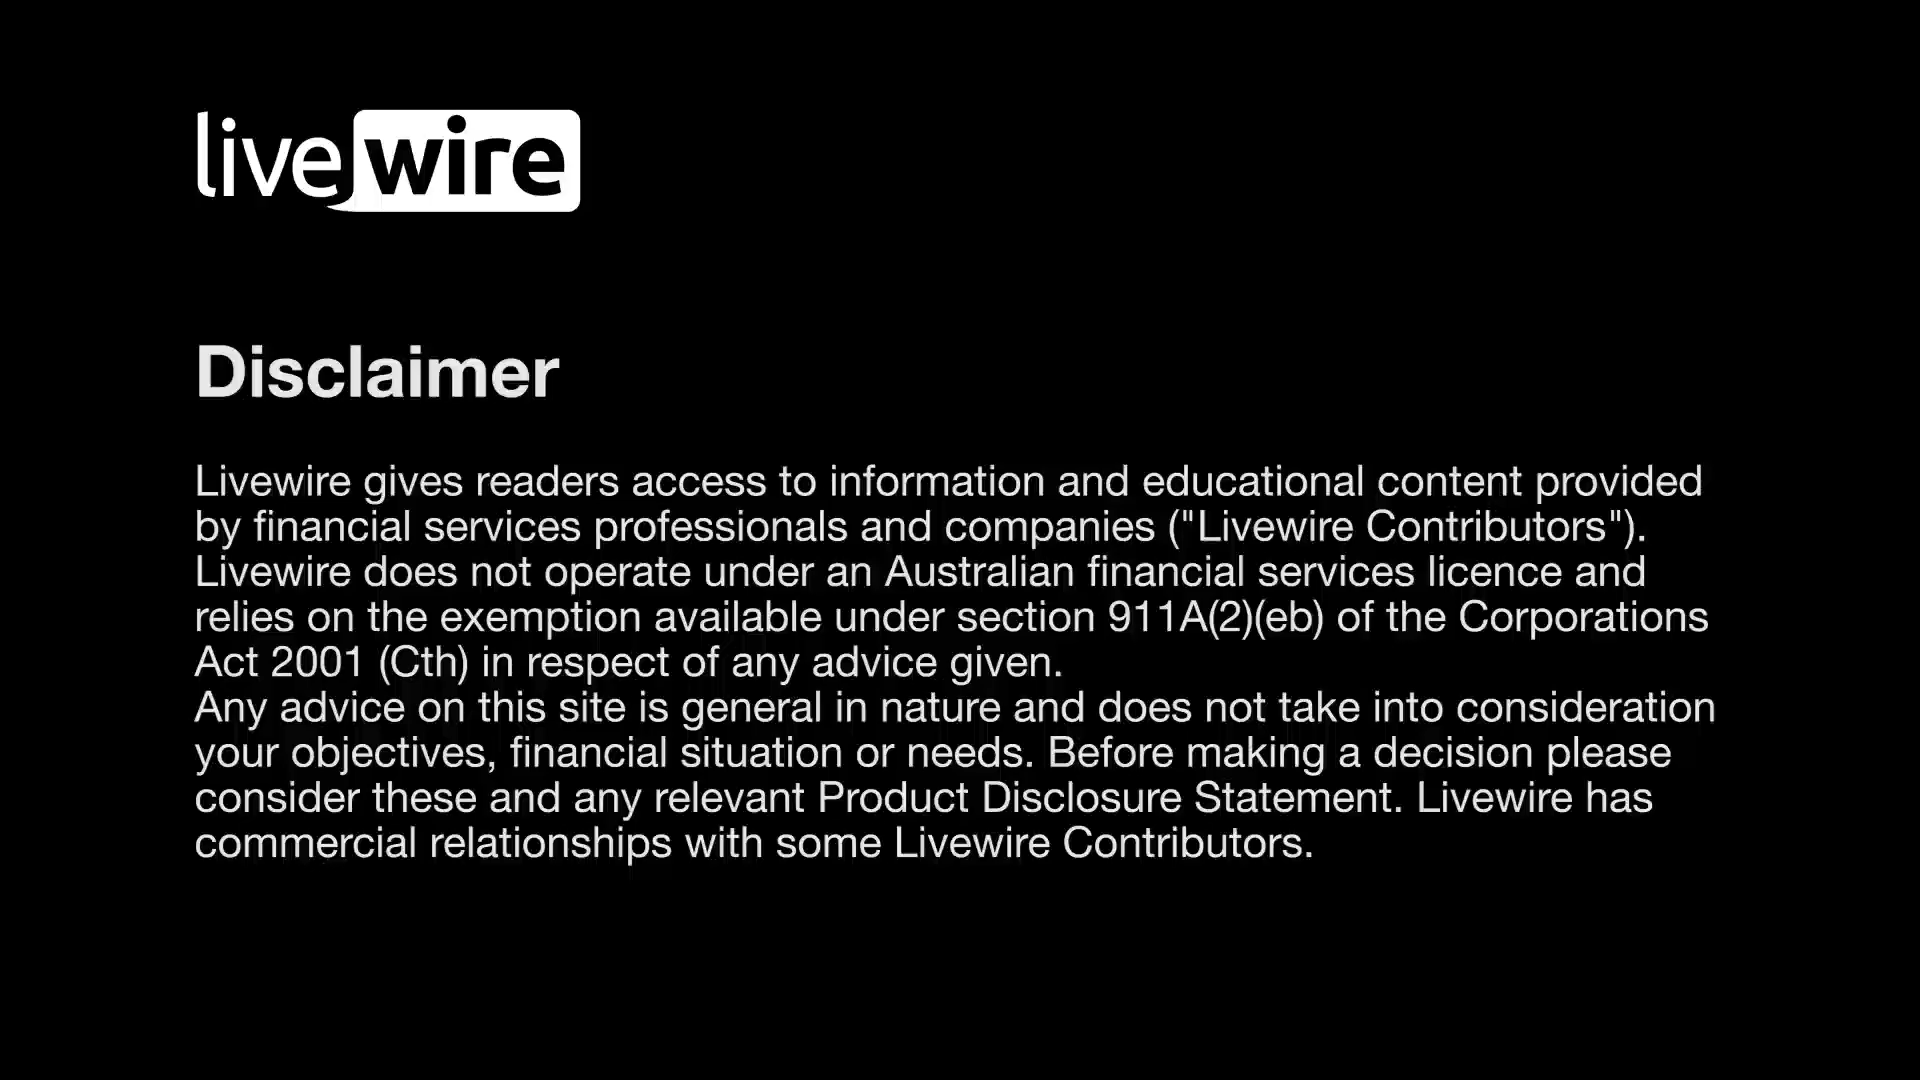 livewire
Disclaimer
Livewire gives readers access to information and educational content provided
by financial services professionals and companies ("Livewire Contributors").
Livewire does not operate under an Australian financial services licence and
relies on the exemption available under section 911A(2)(eb) of the Corporations
Act 2001 (Cth) in respect of any advice given.
Any advice on this site is general in nature and does not take into consideration
your objectives, financial situation or needs. Before making a decision please
consider these and any relevant Product Disclosure Statement. Livewire has
commercial relationships with some Livewire Contributors.